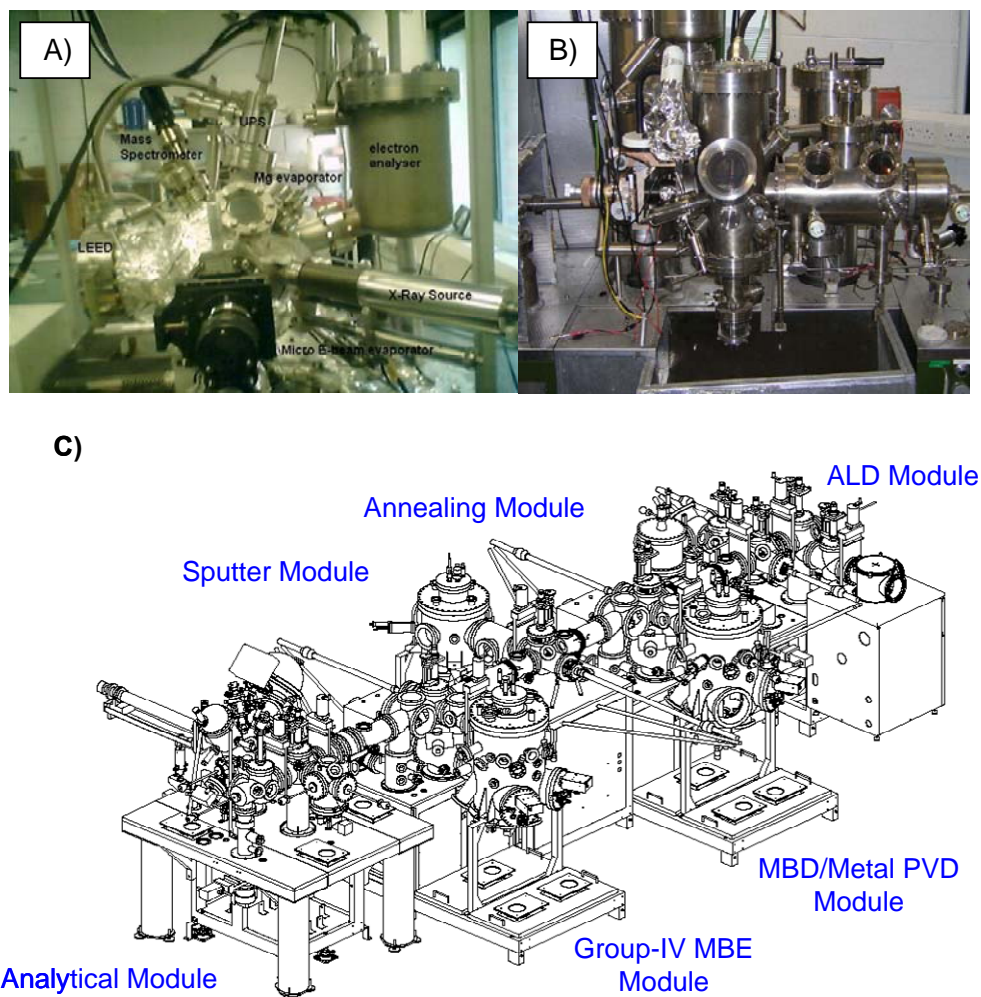 A)
B)
Mass
Spectrometer
UPS
electron
analyser
Mg evaporator
LEED
X-Ray Source
Micro E-beam evaporator
C)
ALD Module
Annealing Module
Sputter Module
MBD/Metal PVD
Module
Group-IV MBE
Module
Analytical Module